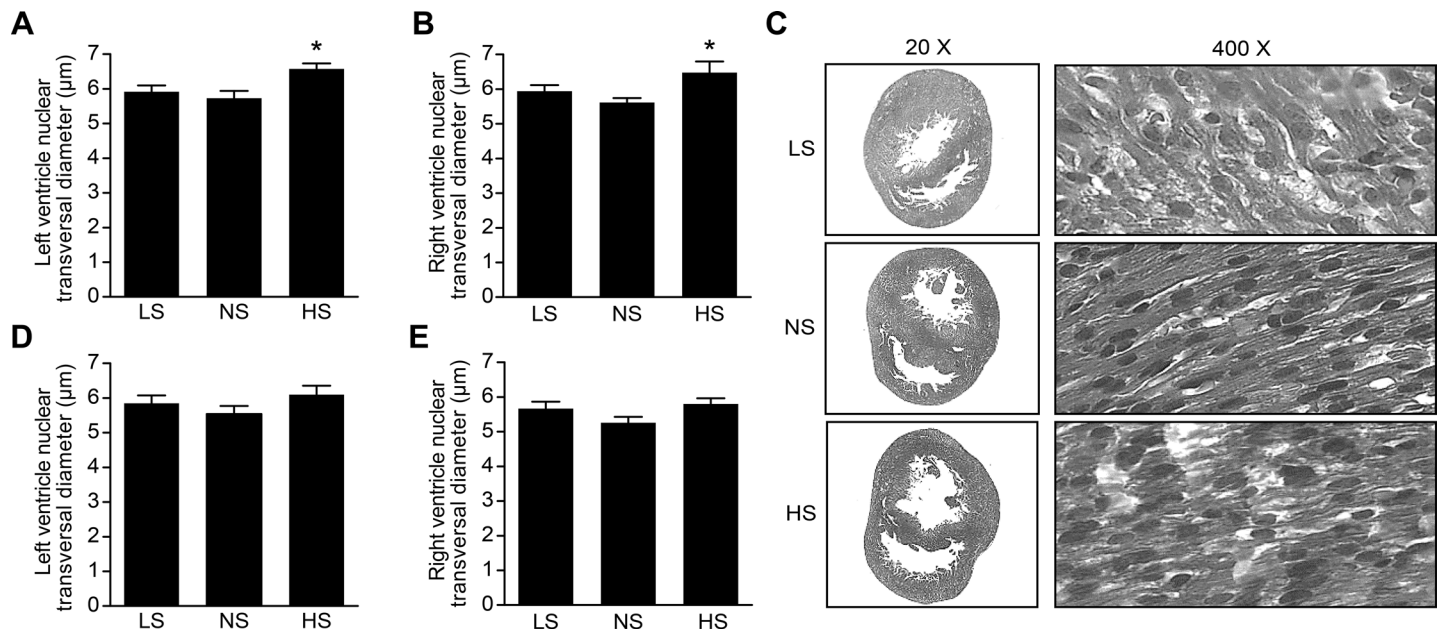 A
Left ventricle nuclear
transversal diameter (µm)
7
6
5
4
3
2
1
0
*
LS NS HS
B
Right ventricle nuclear
transversal diameter (µm)
7
6
5
4
3
2
1
0
*
LS NS HS
C
20 X 400 X
LS
NS
HS
D
Left ventricle nuclear
transversal diameter (µm)
7
6
5
4
3
2
1
0
LS NS HS
E
Right ventricle nuclear
transversal diameter (µm)
7
6
5
4
3
2
1
0
LS NS HS